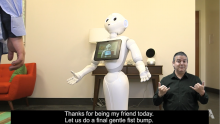 Thanks for being my friend today.
Let us do a final gentle fist bump.